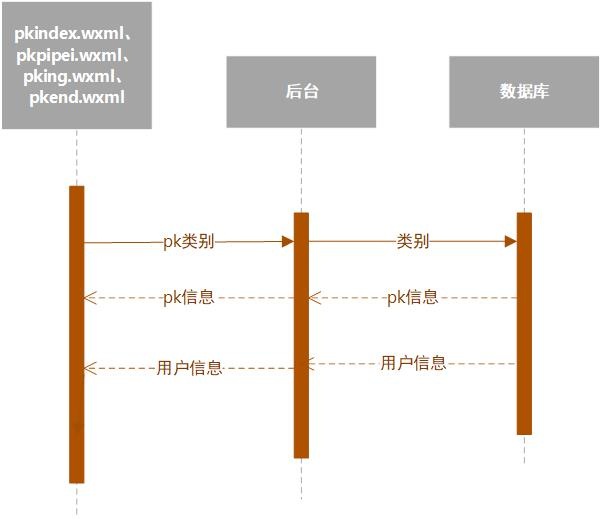 pkindex.wxml、
pkpipei.wxml、
pking.wxml、
pkend.wxml
后台
数据库
pk类别
类别
pk信息
pk信息
用户信息
用户信息